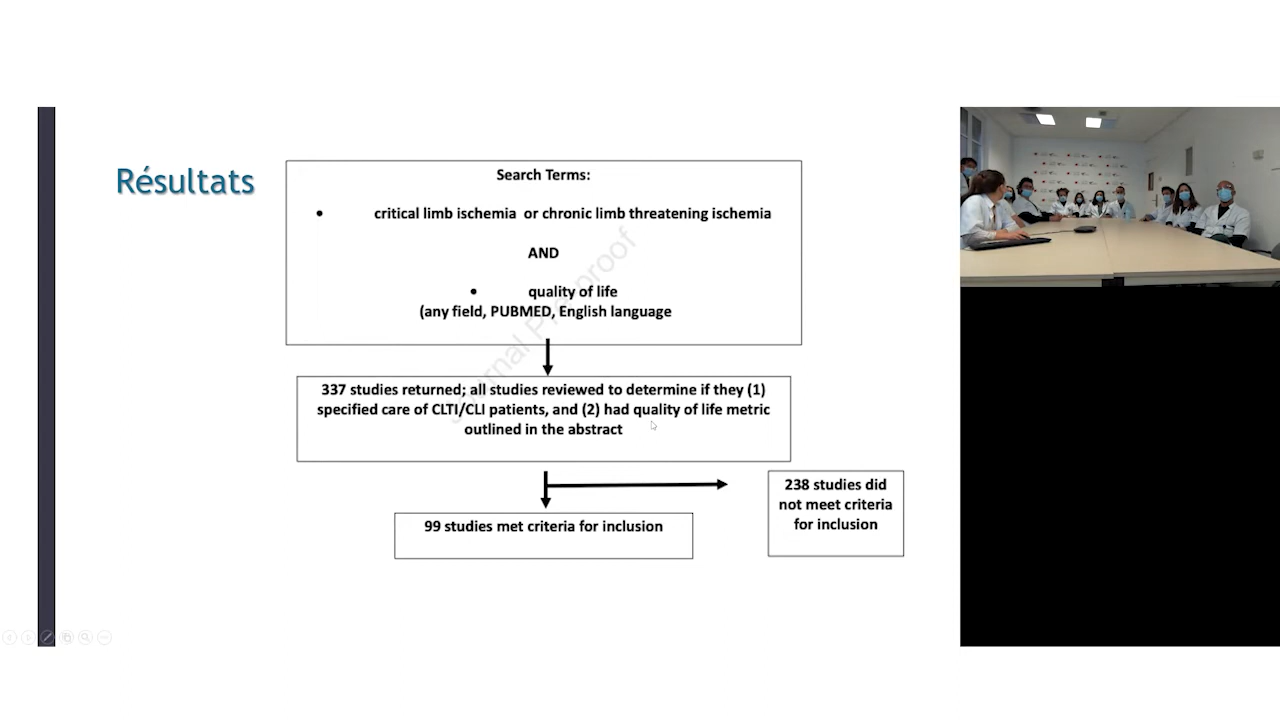 Résultats
Search Terms:
• critical limb ischemia or chronic limb threatening ischemia
AND
• quality of life
(any field, PUBMED, English language
337 studies returned; all studies reviewed to determine if they (1)
specified care of CLTI/CLI patients, and (2) had quality of life metric
outlined in the abstract
238 studies did
not meet criteria
for inclusion
99 studies met criteria for inclusion
Journal Pre-proof